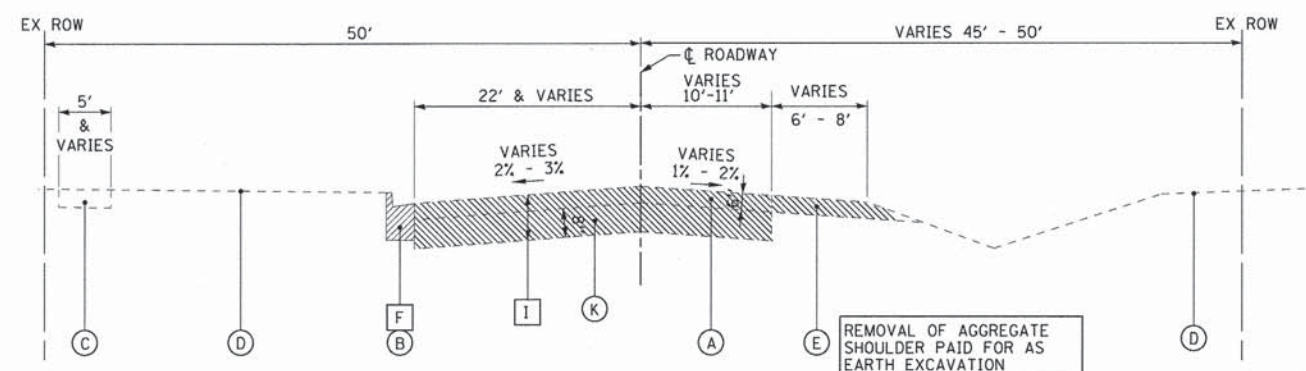 EX ROW
50'
VARIES 45' - 50'
EX ROW
℄ ROADWAY
5'
&
VARIES
22' & VARIES
VARIES
10'-11'
VARIES
6' - 8'
VARIES
2% - 3%
VARIES
1% - 2%
6"
8"
C
D
F
B
I
K
A
E
D
REMOVAL OF AGGREGATE
SHOULDER PAID FOR AS
EARTH EXCAVATION